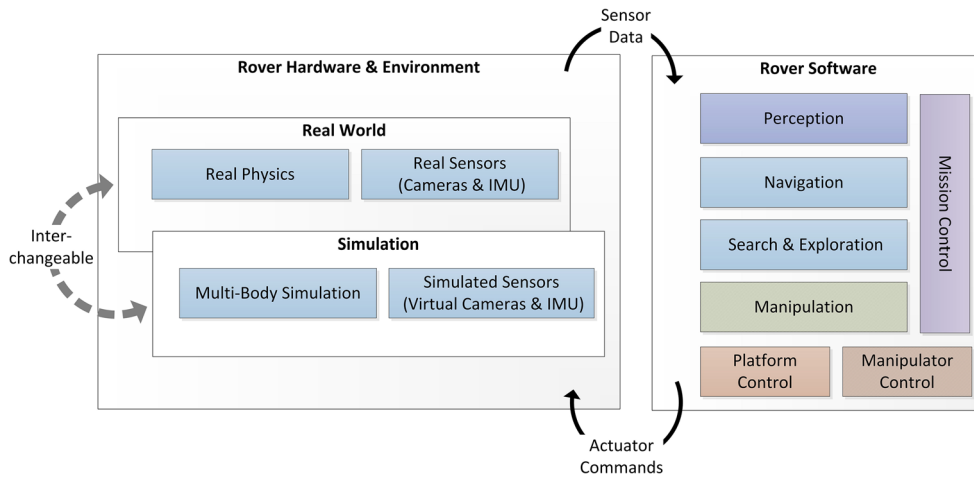 Sensor
Data
Rover Hardware & Environment
Real World
Real Physics
Real Sensors
(Cameras & IMU)
Inter-
changeable
Simulation
Multi-Body Simulation
Simulated Sensors
(Virtual Cameras & IMU)
Rover Software
Perception
Navigation
Search & Exploration
Manipulation
Mission Control
Platform
Control
Manipulator
Control
Actuator
Commands